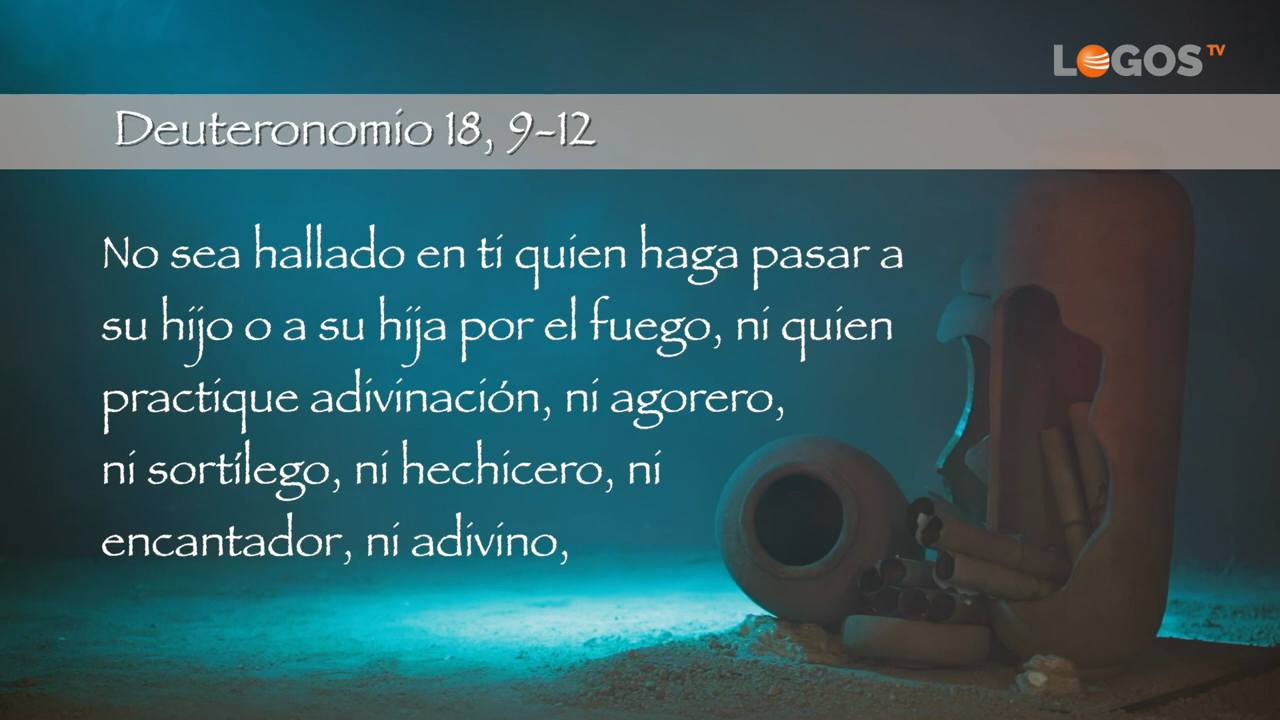 LOGOS TV
Deuteronomio 18, 9-12
No sea hallado en ti quien haga pasar a
su hijo o a su hija por el fuego, ni quien
practique adivinación, ni agorero,
ni sortílego, ni hechicero, ni
encantador, ni adivino,